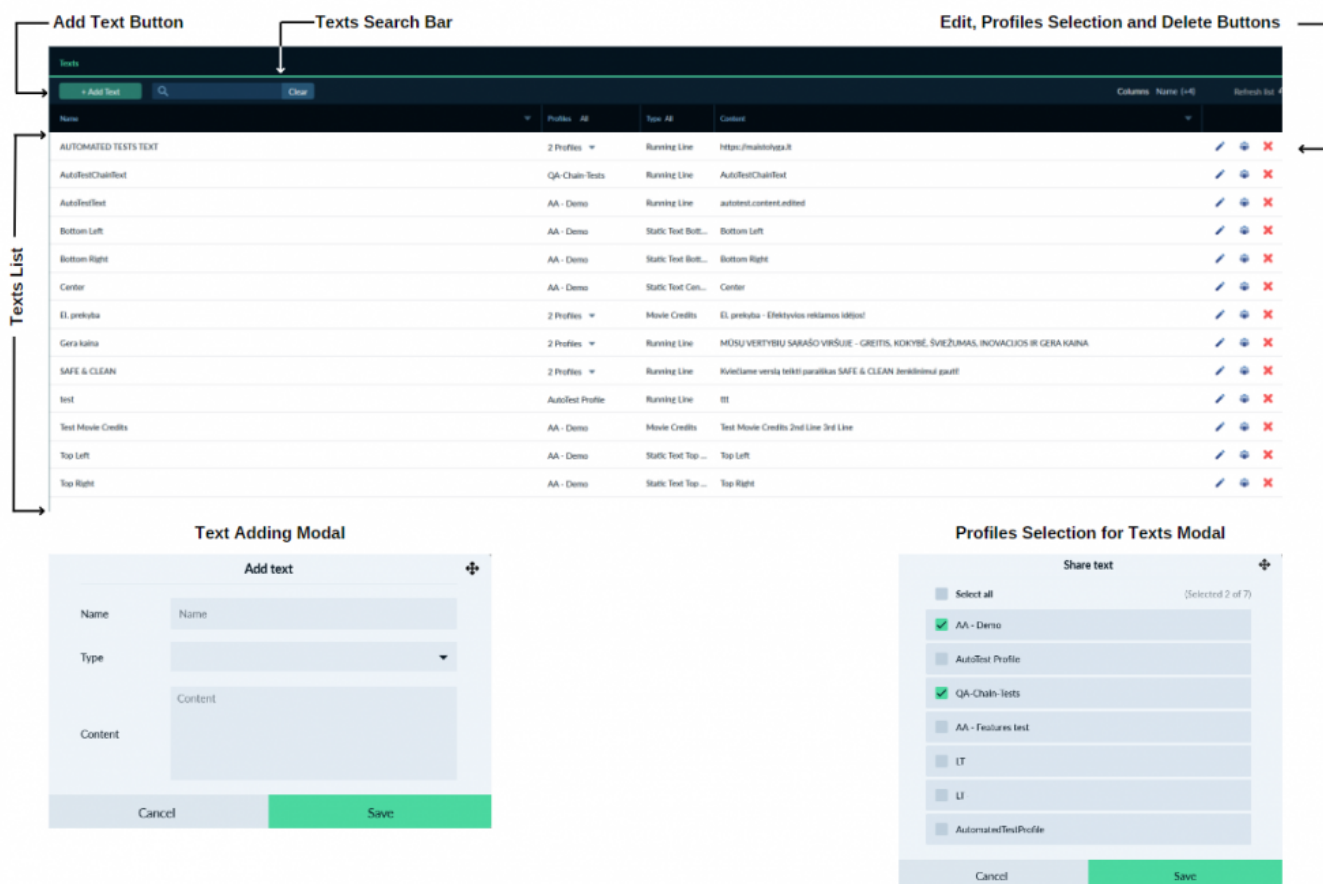 Add Text Button
Texts Search Bar
Edit, Profiles Selection and Delete Buttons
Texts
+ Add Text
Clear
Columns Name (+4)
Refresh list
Name
Profiles All
Type All
Content
Texts List
AUTOMATED TESTS TEXT 2 Profiles Running Line https://maistolyga.lt
AutoTestChainText QA-Chain-Tests Running Line AutoTestChainText
AutoTestText AA - Demo Running Line autotest.content.edited
Bottom Left AA - Demo Static Text Bott... Bottom Left
Bottom Right AA - Demo Static Text Bott... Bottom Right
Center AA - Demo Static Text Cen... Center
El. prekyba 2 Profiles Movie Credits El. prekyba - Efektyvios reklamos idėjos!
Gera kaina 2 Profiles Running Line MŪSŲ VERTYBIŲ SĄRAŠO VIRŠUJE - GREITIS, KOKYBĖ, ŠVIEŽUMAS, INOVACIJOS IR GERA KAINA
SAFE & CLEAN 2 Profiles Running Line Kviečiame verslą teikti paraiškas SAFE & CLEAN ženklinimui gauti!
test AutoTest Profile Running Line ttt
Test Movie Credits AA - Demo Movie Credits Test Movie Credits 2nd Line 3rd Line
Top Left AA - Demo Static Text Top ... Top Left
Top Right AA - Demo Static Text Top ... Top Right
Text Adding Modal
Add text
Name Name
Type
Content
Content
Cancel Save
Profiles Selection for Texts Modal
Share text
Select all (Selected 2 of 7)
AA - Demo
AutoTest Profile
QA-Chain-Tests
AA - Features test
LT
AutomatedTestProfile
Cancel Save